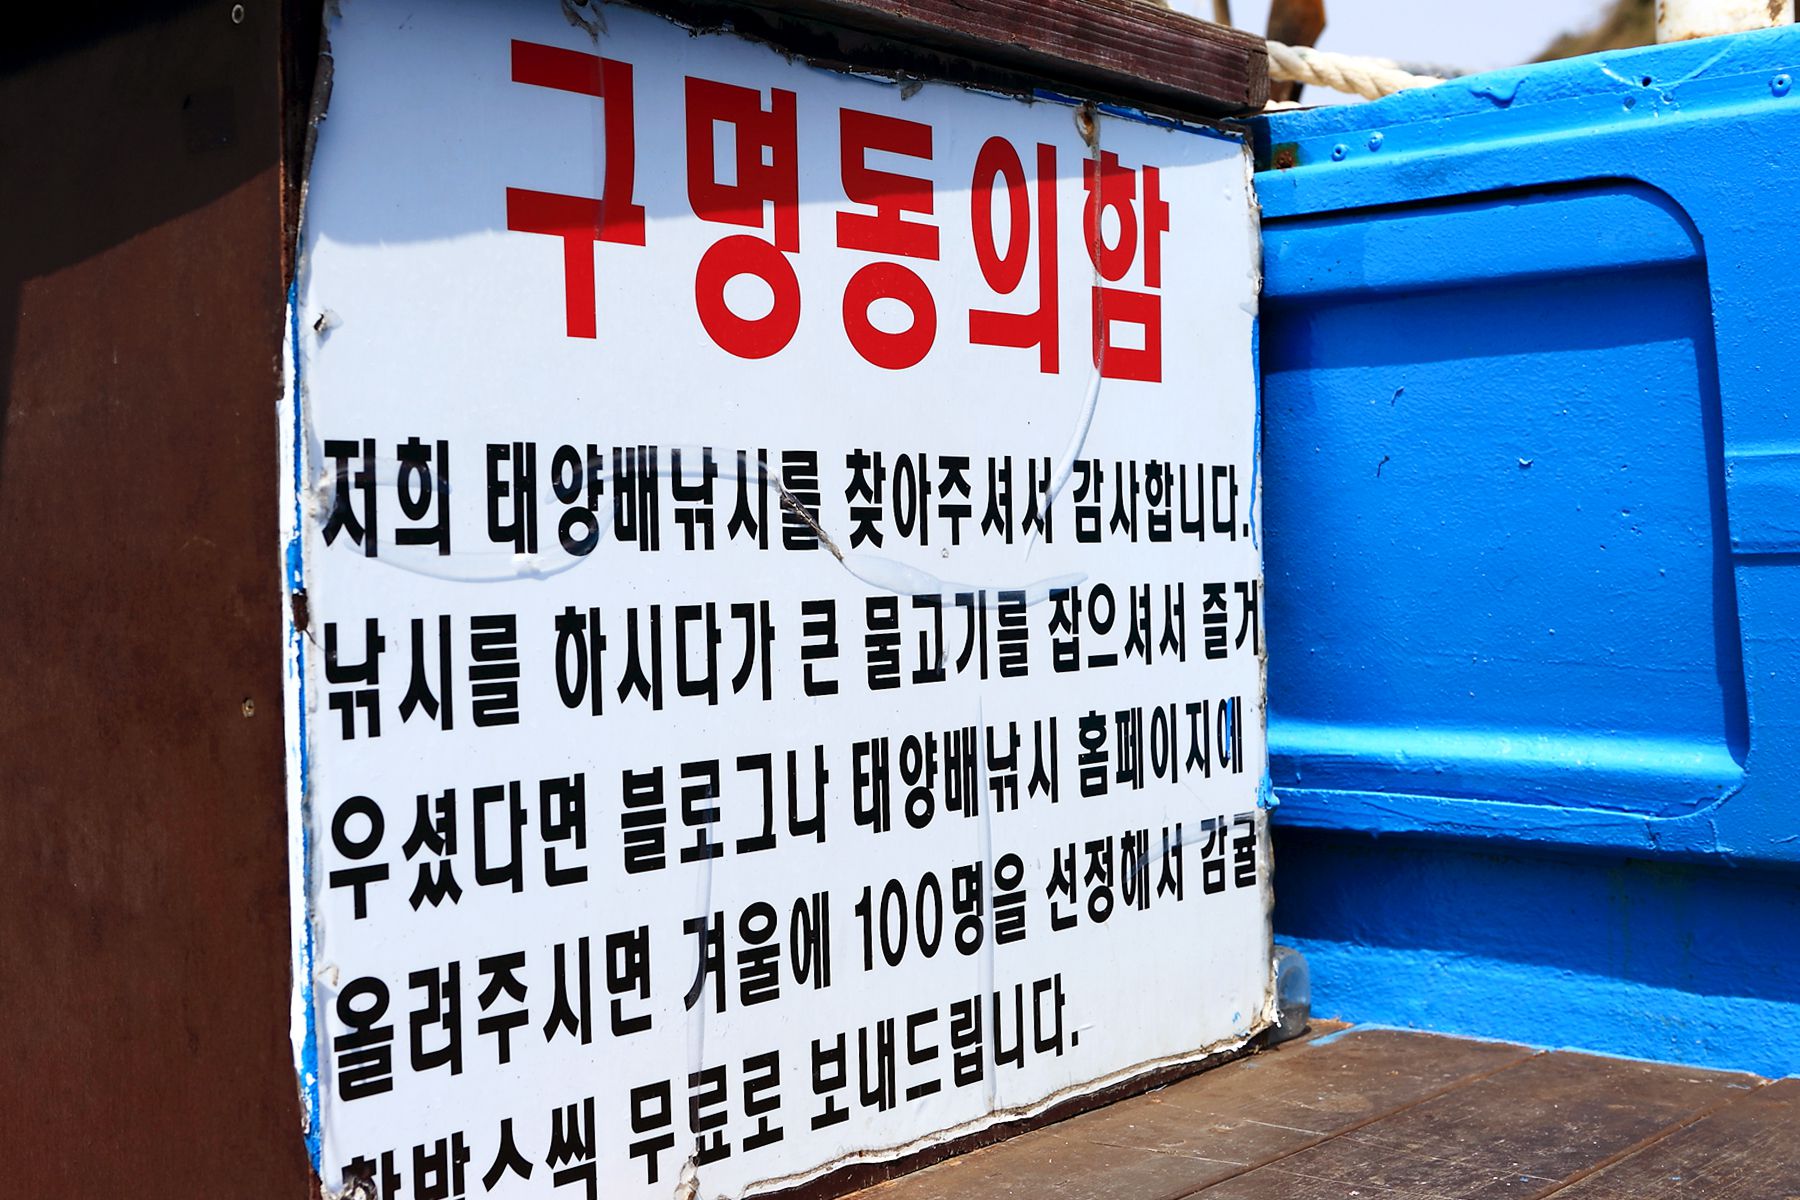 구명동의함
저희 태양배낚시를 찾아주셔서 감사합니다.
낚시를 하시다가 큰 물고기를 잡으셔서 즐거
우셨다면 블로그나 태양배낚시 홈페이지에
올려주시면 겨울에 100명을 선정해서 감귤
한박스씩 무료로 보내드립니다.